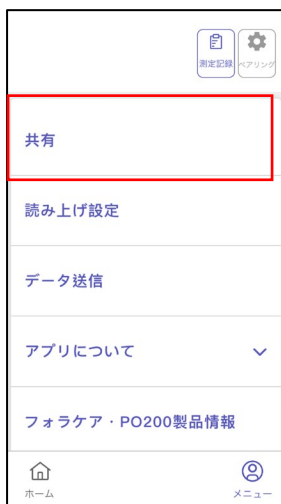 測定記録
ペアリング
共有
読み上げ設定
データ送信
アプリについて
フォラケア・PO200製品情報
ホーム
メニュー